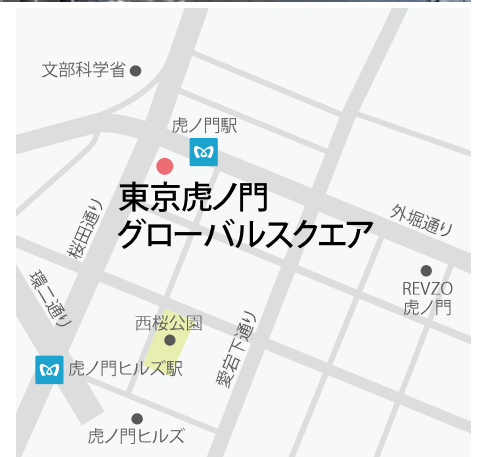 文部科学省
虎ノ門駅
東京虎ノ門
グローバルスクエア
桜田通り
外堀通り
環二通り
REVZO
虎ノ門
西桜公園
愛宕下通り
虎ノ門ヒルズ駅
虎ノ門ヒルズ